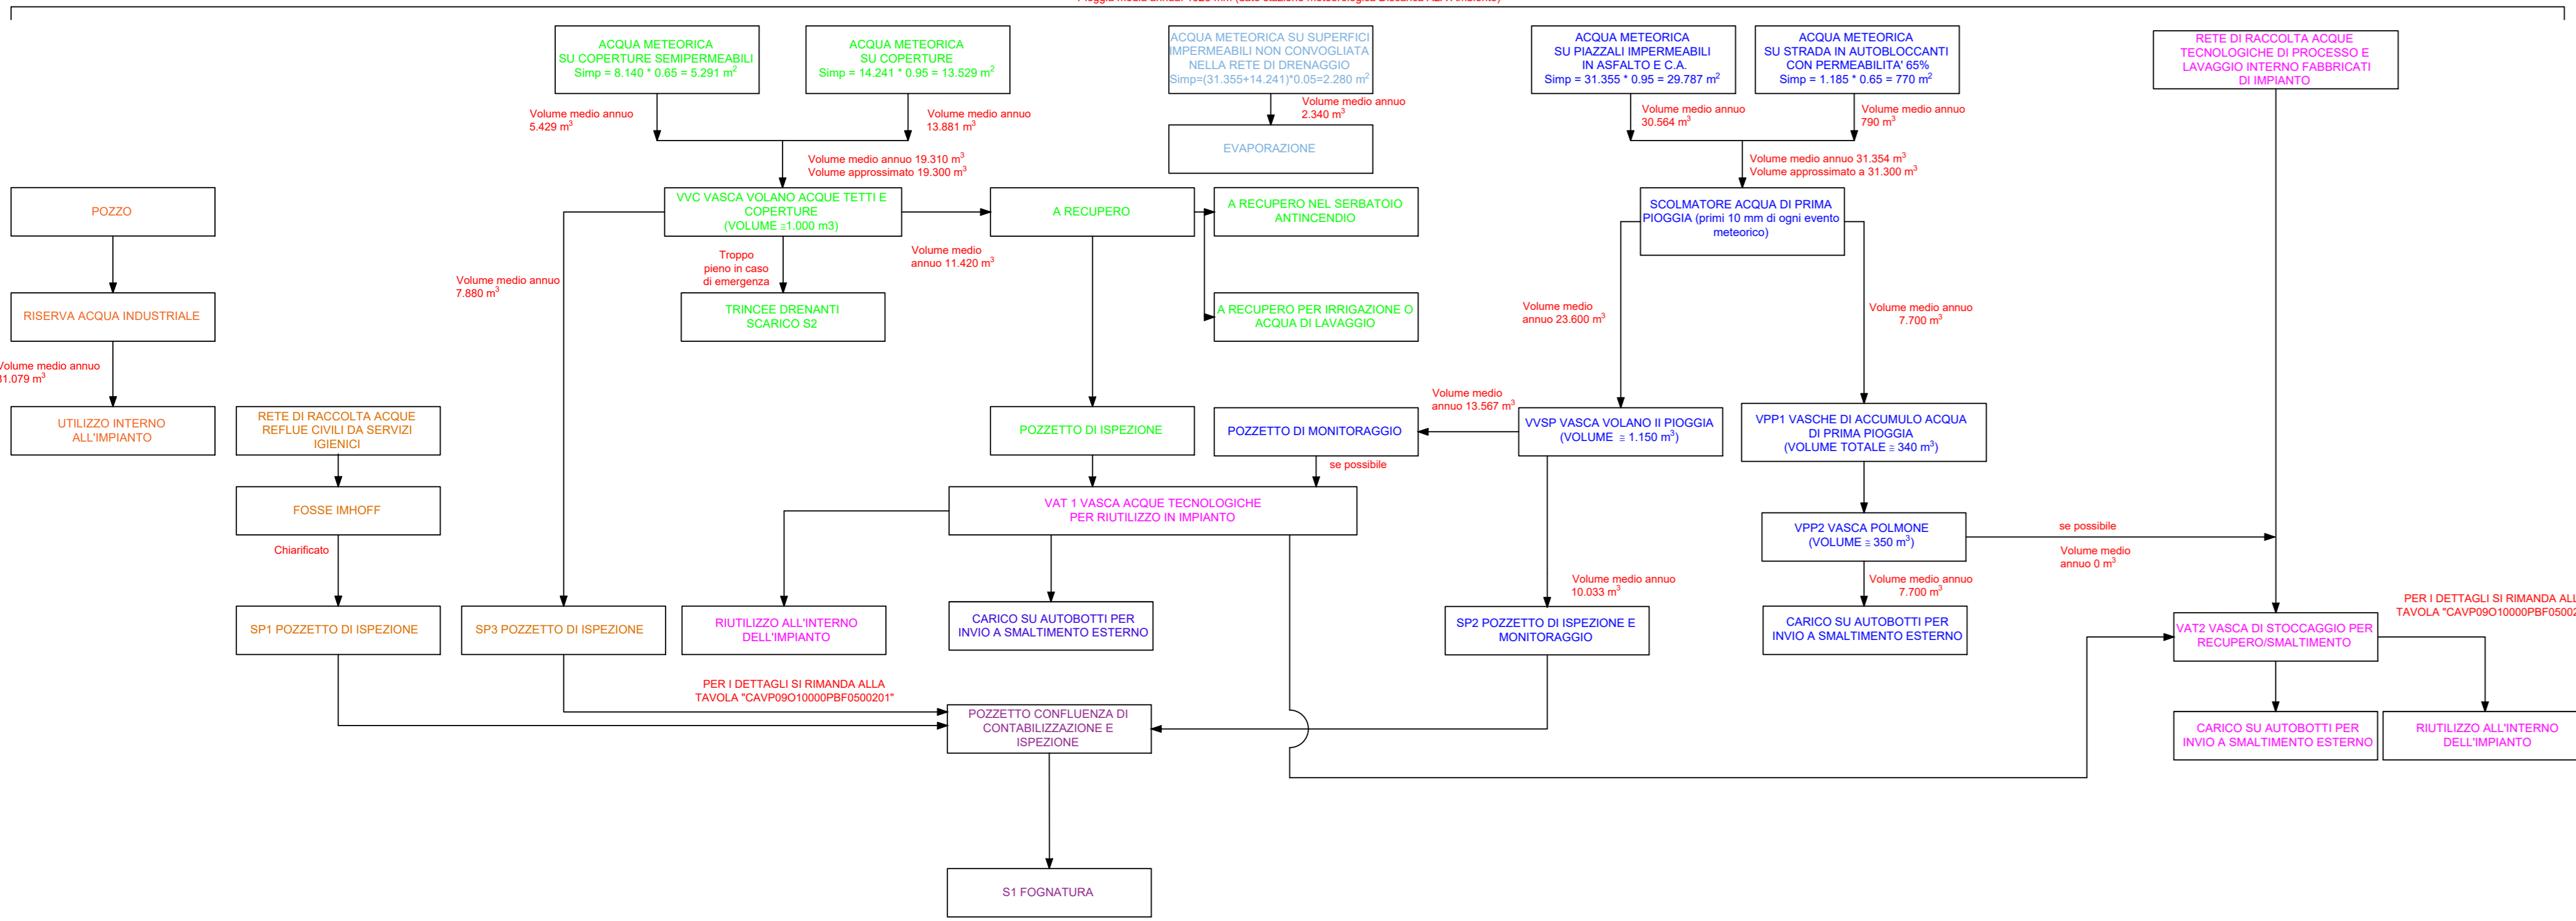 ACQUA METEORICA
SU COPERTURE SEMIPERMEABILI
Simp = 8.140 * 0.65 = 5.291 m²
ACQUA METEORICA
SU COPERTURE
Simp = 14.241 * 0.95 = 13.529 m²
ACQUA METEORICA SU SUPERFICI
IMPERMEABILI NON CONVOGLIATA
NELLA RETE DI DRENAGGIO
Simp=(31.355+14.241)*0.05=2.280 m²
ACQUA METEORICA
SU PIAZZALI IMPERMEABILI
IN ASFALTO E C.A.
Simp = 31.355 * 0.95 = 29.787 m²
ACQUA METEORICA
SU STRADA IN AUTOBLOCCANTI
CON PERMEABILITA' 65%
Simp = 1.185 * 0.65 = 770 m²
RETE DI RACCOLTA ACQUE
TECNOLOGICHE DI PROCESSO E
LAVAGGIO INTERNO FABBRICATI
DI IMPIANTO
Volume medio annuo
5.429 m³
Volume medio annuo
13.881 m³
Volume medio annuo
2.340 m³
Volume medio annuo
30.564 m³
Volume medio annuo
790 m³
EVAPORAZIONE
Volume medio annuo 19.310 m³
Volume approssimato 19.300 m³
Volume medio annuo 31.354 m³
Volume approssimato a 31.300 m³
POZZO
VVC VASCA VOLANO ACQUE TETTI E
COPERTURE
(VOLUME ≅1.000 m3)
A RECUPERO
A RECUPERO NEL SERBATOIO
ANTINCENDIO
SCOLMATORE ACQUA DI PRIMA
PIOGGIA (primi 10 mm di ogni evento
meteorico)
Volume medio annuo
7.880 m³
Troppo
pieno in caso
di emergenza
Volume medio
annuo 11.420 m³
RISERVA ACQUA INDUSTRIALE
TRINCEE DRENANTI
SCARICO S2
A RECUPERO PER IRRIGAZIONE O
ACQUA DI LAVAGGIO
Volume medio
annuo 23.600 m³
Volume medio annuo
7.700 m³
Volume medio annuo
31.079 m³
UTILIZZO INTERNO
ALL'IMPIANTO
RETE DI RACCOLTA ACQUE
REFLUE CIVILI DA SERVIZI
IGIENICI
POZZETTO DI ISPEZIONE
POZZETTO DI MONITORAGGIO
Volume medio
annuo 13.567 m³
VVSP VASCA VOLANO II PIOGGIA
(VOLUME ≅ 1.150 m³)
VPP1 VASCHE DI ACCUMULO ACQUA
DI PRIMA PIOGGIA
(VOLUME TOTALE ≅ 340 m³)
se possibile
FOSSE IMHOFF
VAT 1 VASCA ACQUE TECNOLOGICHE
PER RIUTILIZZO IN IMPIANTO
VPP2 VASCA POLMONE
(VOLUME ≅ 350 m³)
se possibile
Volume medio
annuo 0 m³
Chiarificato
Volume medio annuo
10.033 m³
Volume medio annuo
7.700 m³
SP1 POZZETTO DI ISPEZIONE
SP3 POZZETTO DI ISPEZIONE
RIUTILIZZO ALL'INTERNO
DELL'IMPIANTO
CARICO SU AUTOBOTTI PER
INVIO A SMALTIMENTO ESTERNO
SP2 POZZETTO DI ISPEZIONE E
MONITORAGGIO
CARICO SU AUTOBOTTI PER
INVIO A SMALTIMENTO ESTERNO
VAT2 VASCA DI STOCCAGGIO PER
RECUPERO/SMALTIMENTO
PER I DETTAGLI SI RIMANDA ALL
TAVOLA "CAVP09O10000PBF05002
PER I DETTAGLI SI RIMANDA ALLA
TAVOLA "CAVP09O10000PBF0500201"
POZZETTO CONFLUENZA DI
CONTABILIZZAZIONE E
ISPEZIONE
CARICO SU AUTOBOTTI PER
INVIO A SMALTIMENTO ESTERNO
RIUTILIZZO ALL'INTERNO
DELL'IMPIANTO
S1 FOGNATURA